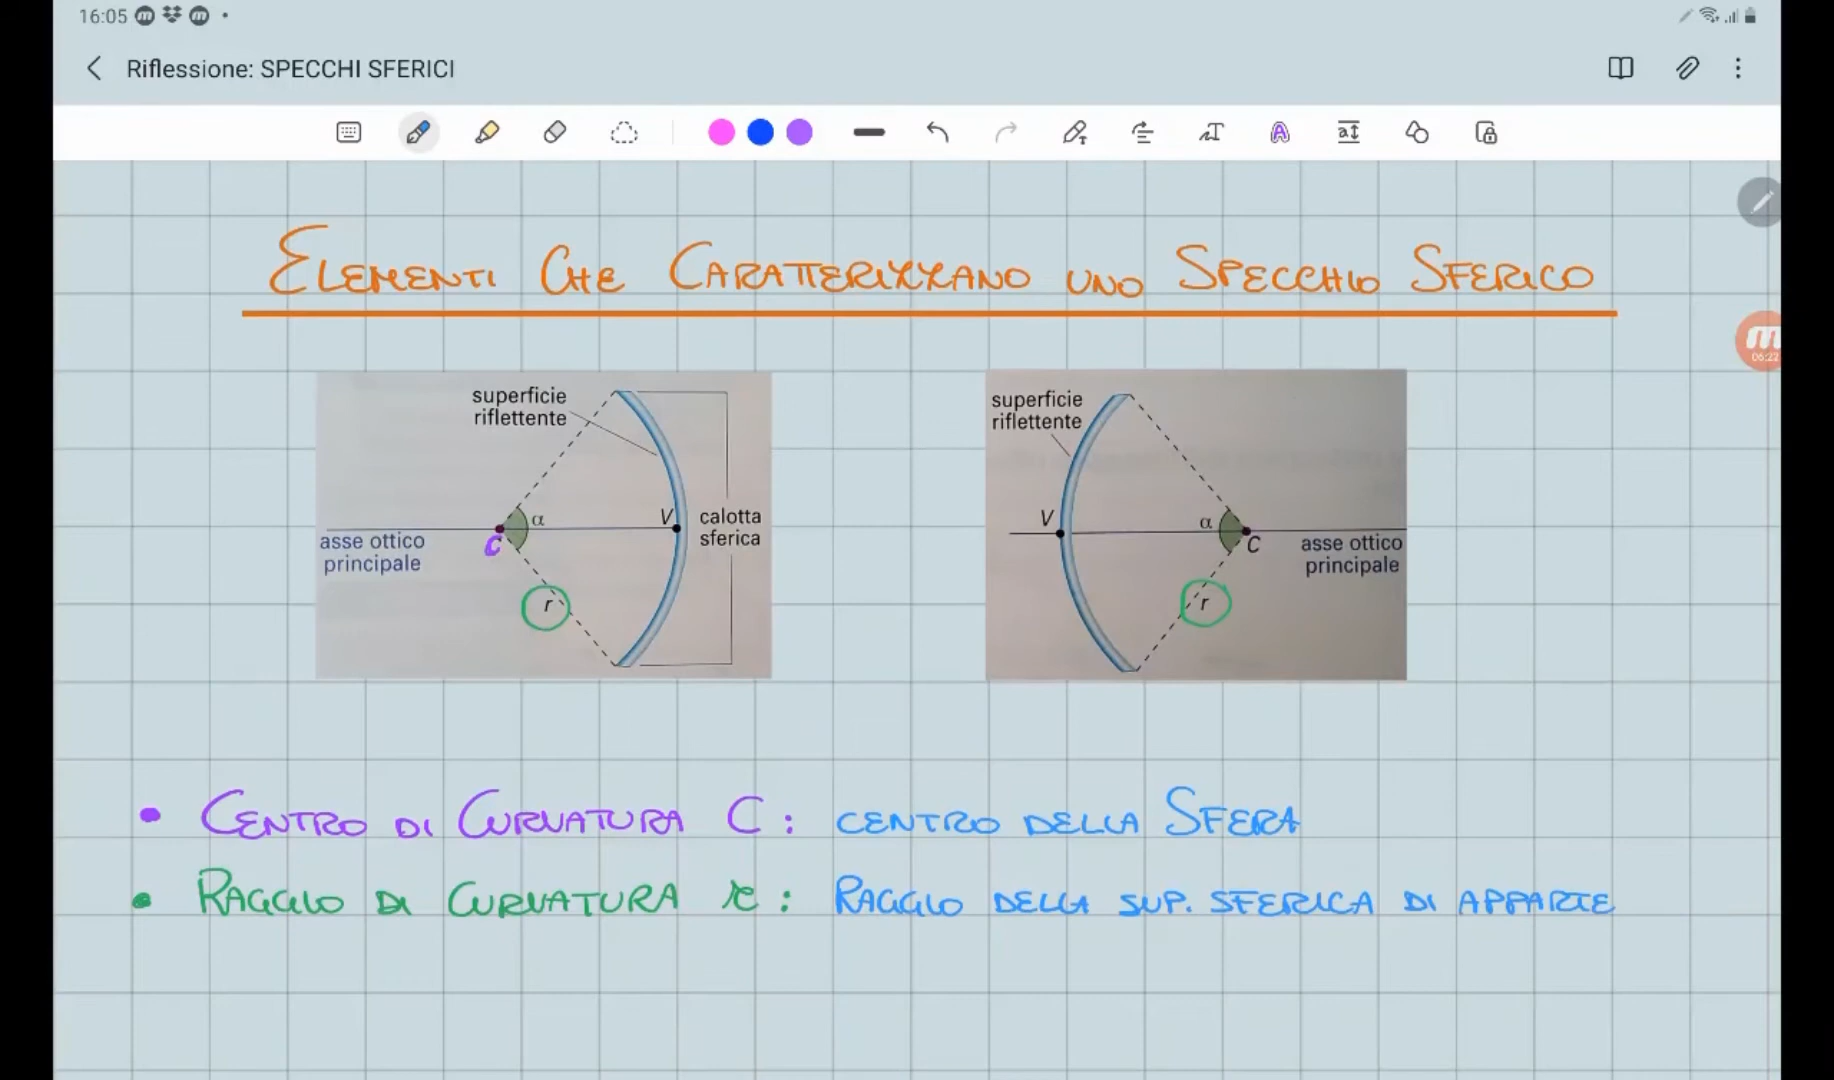 16:05
Riflessione: SPECCHI SFERICI
ELEMENTI CHE CARATTERIZZANO UNO SPECCHIO SFERICO
06:22
superficie
riflettente
α
V
calotta
sferica
C
asse ottico
principale
r
superficie
riflettente
V
α
C
asse ottico
principale
r
• CENTRO DI CURVATURA C: CENTRO DELLA SFERA
• RAGGIO DI CURVATURA r: RAGGIO DELLA SUP. SFERICA DI APPARTE